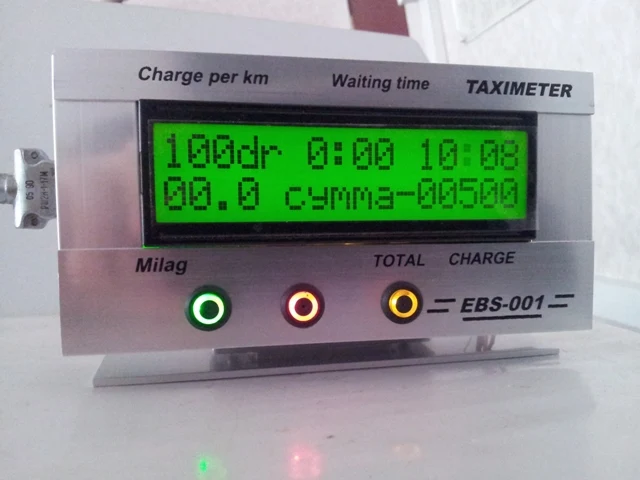 Charge per km Waiting time TAXIMETER
100dr 0:00 10:08
00.0 cymma-00500
Milag TOTAL CHARGE
EBS-001